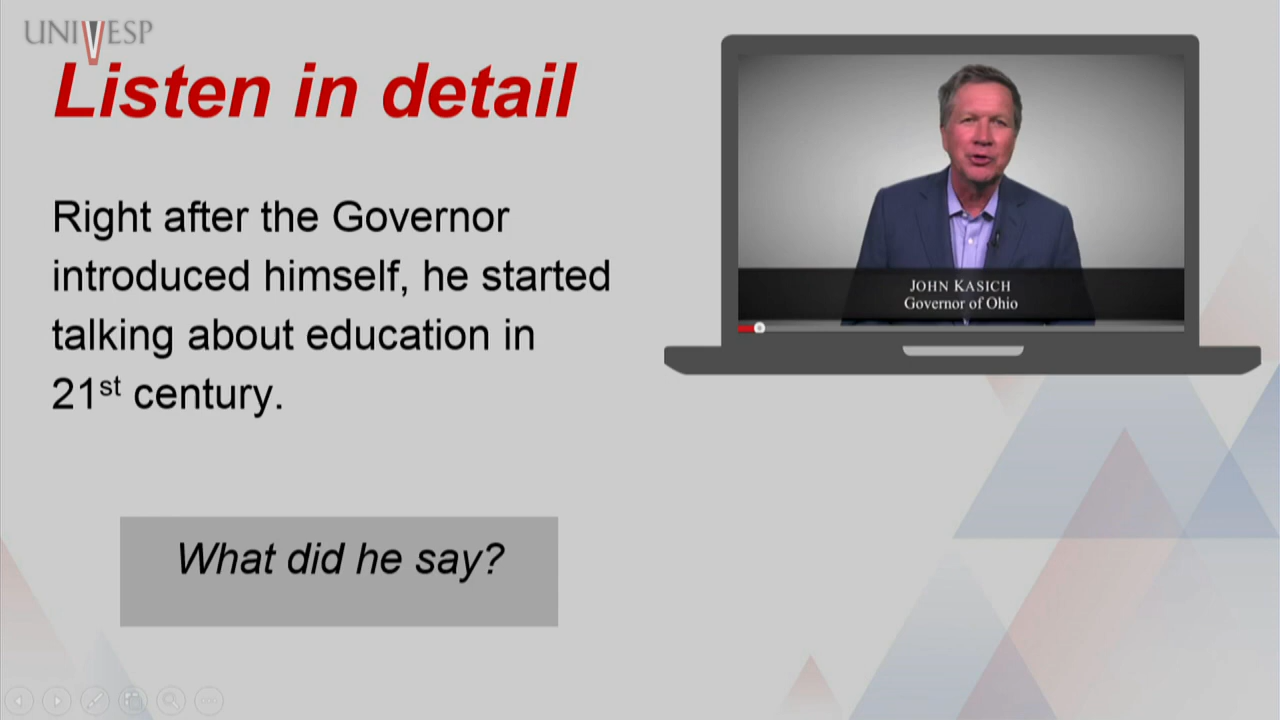 UNIVESP
Listen in detail
Right after the Governor
introduced himself, he started
talking about education in
21st century.
What did he say?
JOHN KASICH
Governor of Ohio